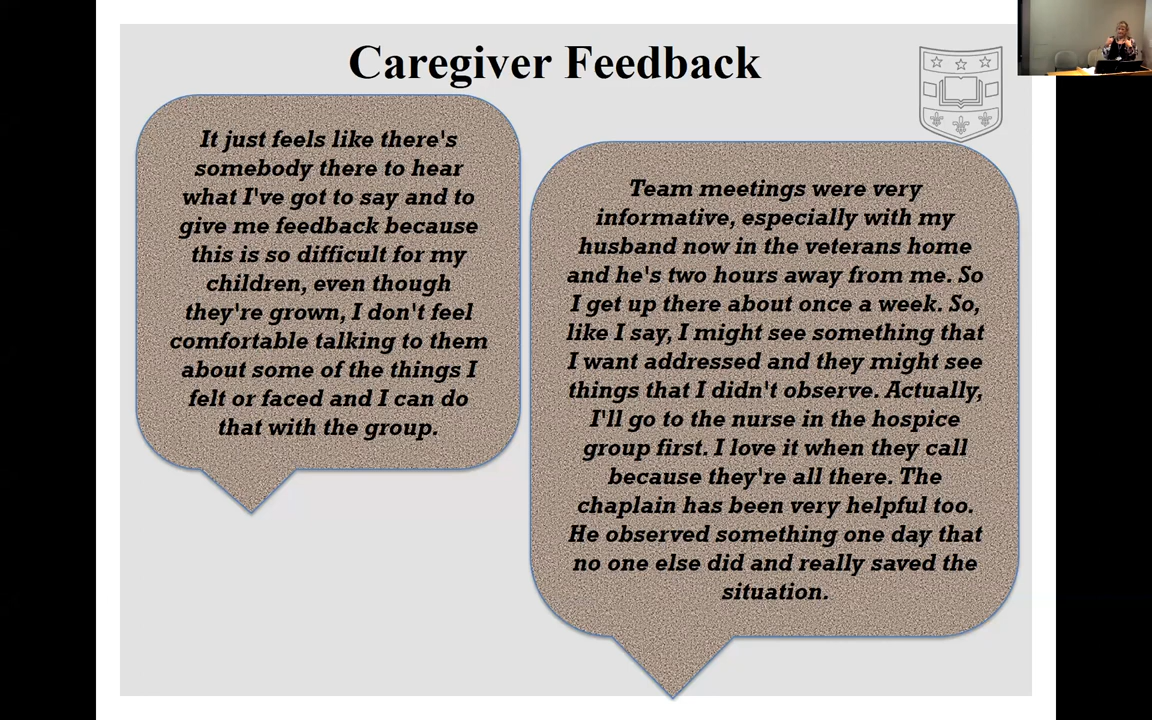 Caregiver Feedback
It just feels like there's
somebody there to hear
what I've got to say and to
give me feedback because
this is so difficult for my
children, even though
they're grown, I don't feel
comfortable talking to them
about some of the things I
felt or faced and I can do
that with the group.
Team meetings were very
informative, especially with my
husband now in the veterans home
and he's two hours away from me. So
I get up there about once a week. So,
like I say, I might see something that
I want addressed and they might see
things that I didn't observe. Actually,
I'll go to the nurse in the hospice
group first. I love it when they call
because they're all there. The
chaplain has been very helpful too.
He observed something one day that
no one else did and really saved the
situation.